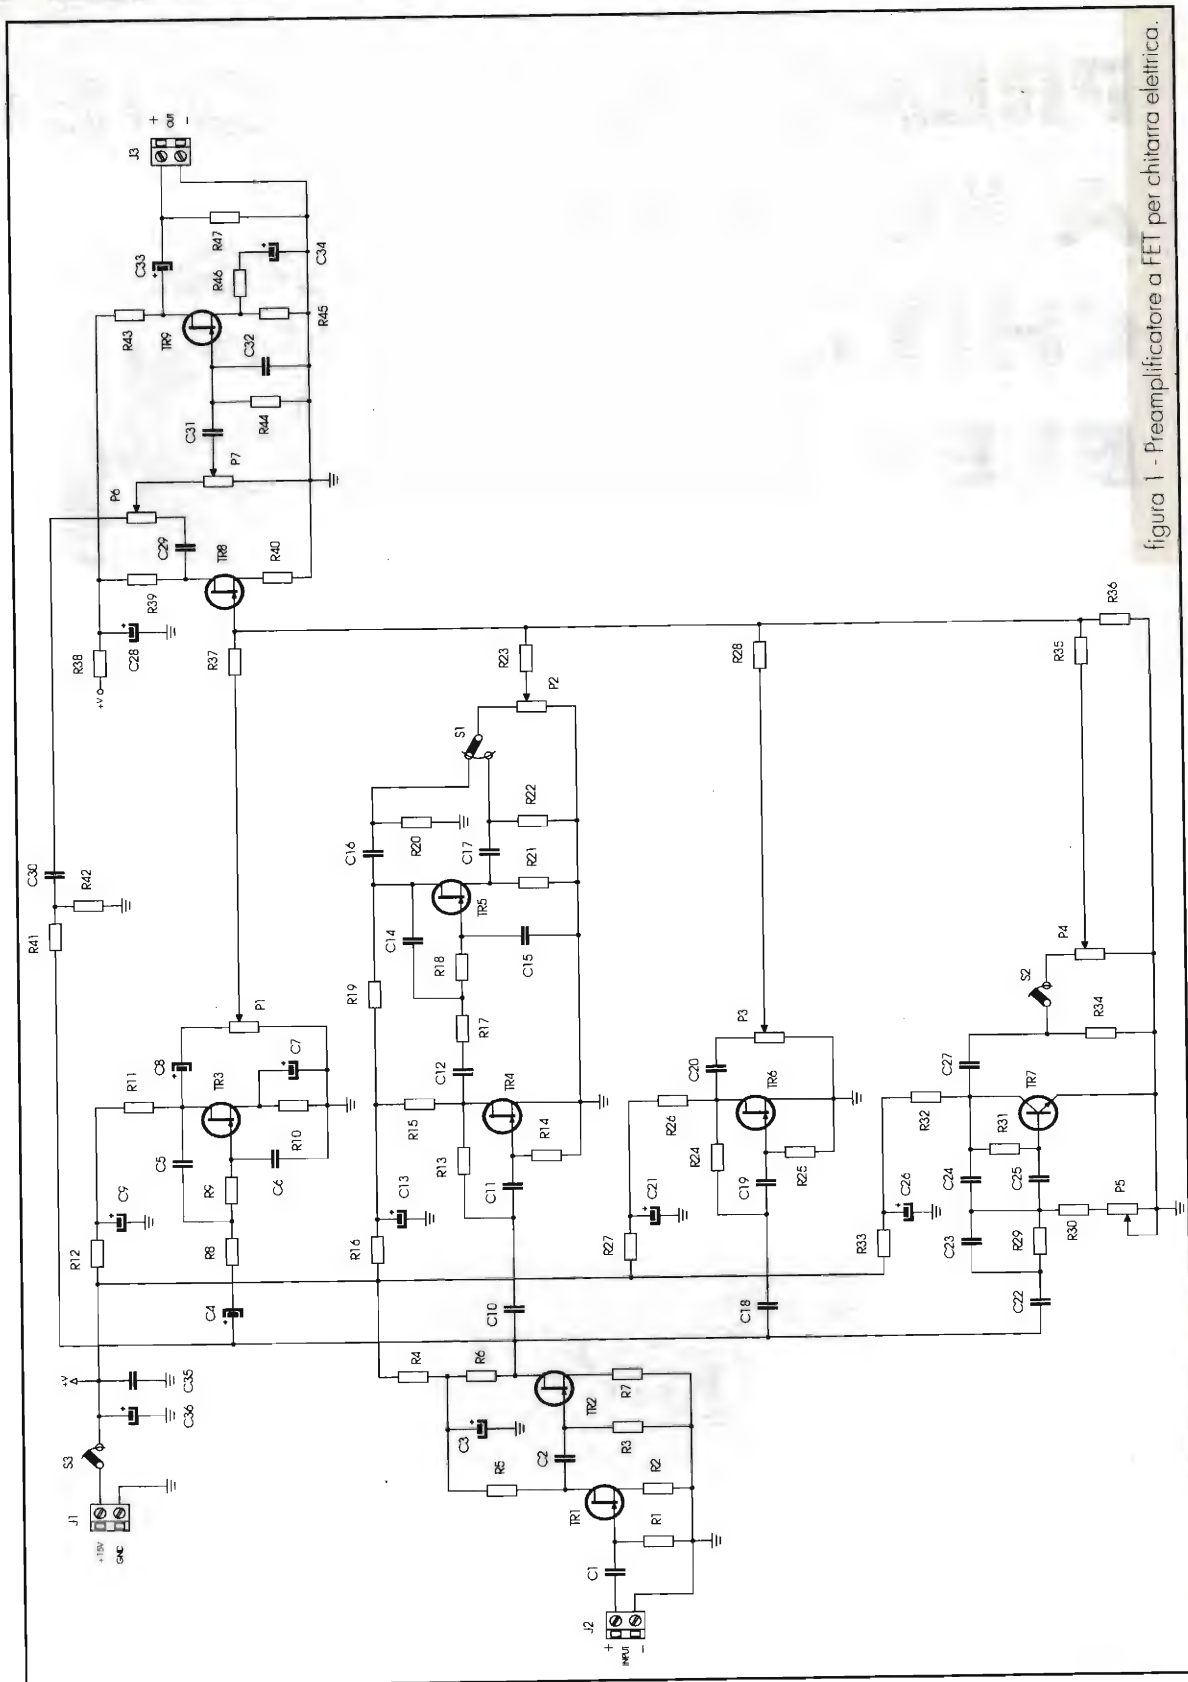 J1
+15V
GND
S3
+V
C36
C35
R12
C9
R11
C8
P1
C4
R8
R9
C5
C6
R10
TR3
C7
R41
R42
C30
R38
+V
C28
R39
C29
P6
TR8
R40
R37
P7
C31
R44
C32
TR9
R43
C33
R46
R45
R47
C34
J3
+
OUT
-
J2
+
INPUT
-
C1
R1
TR1
R2
R5
C2
C3
R3
TR2
R7
R4
R6
C10
R16
C13
R15
R13
C11
R14
TR4
C12
R17
R18
C14
C15
R19
TR5
C16
R20
C17
R21
R22
S1
P2
R23
C18
R27
C21
R26
R24
C19
R25
TR6
C20
P3
R28
C22
R33
C26
R32
C23
R29
R30
P5
C24
C25
R31
TR7
C27
R34
S2
P4
R35
R36
figura 1 - Preamplificatore a FET per chitarra elettrica.